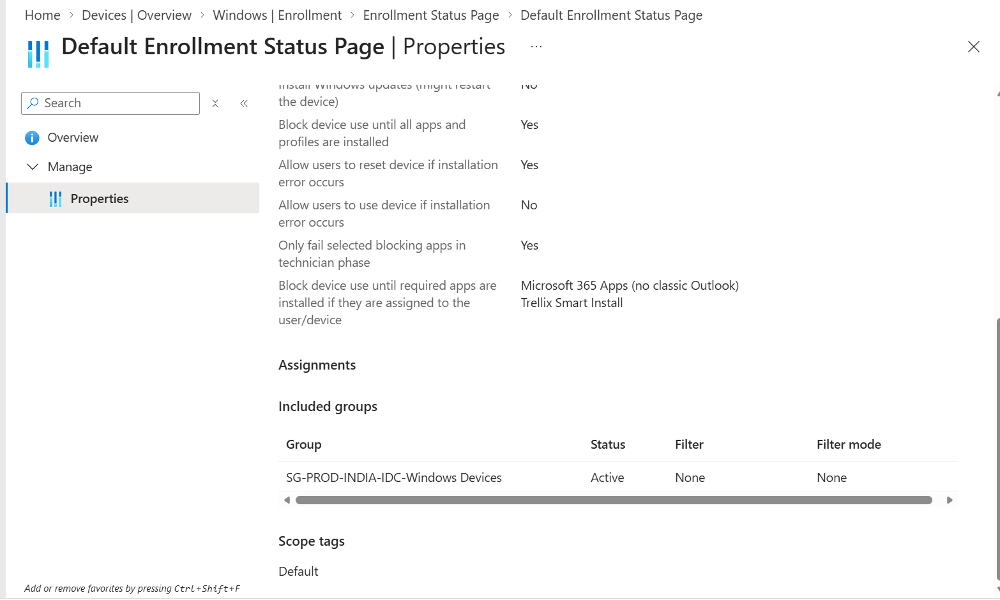 Home > Devices | Overview > Windows | Enrollment > Enrollment Status Page > Default Enrollment Status Page
Default Enrollment Status Page | Properties ...
Search
Overview
Manage
Properties
Add or remove favorites by pressing Ctrl+Shift+F
Install Windows updates (might restart
the device)
No
Block device use until all apps and
profiles are installed
Yes
Allow users to reset device if installation
error occurs
Yes
Allow users to use device if installation
error occurs
No
Only fail selected blocking apps in
technician phase
Yes
Block device use until required apps are
installed if they are assigned to the
user/device
Microsoft 365 Apps (no classic Outlook)
Trellix Smart Install
Assignments
Included groups
Group Status Filter Filter mode
SG-PROD-INDIA-IDC-Windows Devices Active None None
Scope tags
Default